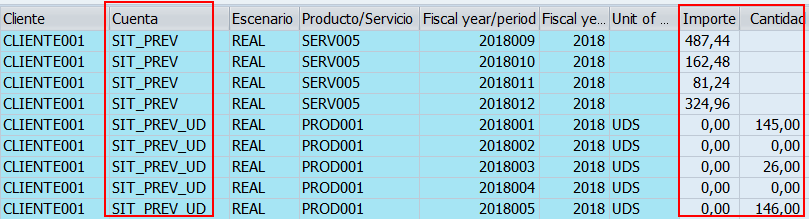 Cliente Cuenta Escenario Producto/Servicio Fiscal year/period Fiscal ye... Unit of ... Importe Cantidad
CLIENTE001 SIT_PREV REAL SERV005 2018009 2018 487,44
CLIENTE001 SIT_PREV REAL SERV005 2018010 2018 162,48
CLIENTE001 SIT_PREV REAL SERV005 2018011 2018 81,24
CLIENTE001 SIT_PREV REAL SERV005 2018012 2018 324,96
CLIENTE001 SIT_PREV_UD REAL PROD001 2018001 2018 UDS 0,00 145,00
CLIENTE001 SIT_PREV_UD REAL PROD001 2018002 2018 UDS 0,00 0,00
CLIENTE001 SIT_PREV_UD REAL PROD001 2018003 2018 UDS 0,00 26,00
CLIENTE001 SIT_PREV_UD REAL PROD001 2018004 2018 UDS 0,00 0,00
CLIENTE001 SIT_PREV_UD REAL PROD001 2018005 2018 UDS 0,00 146,00